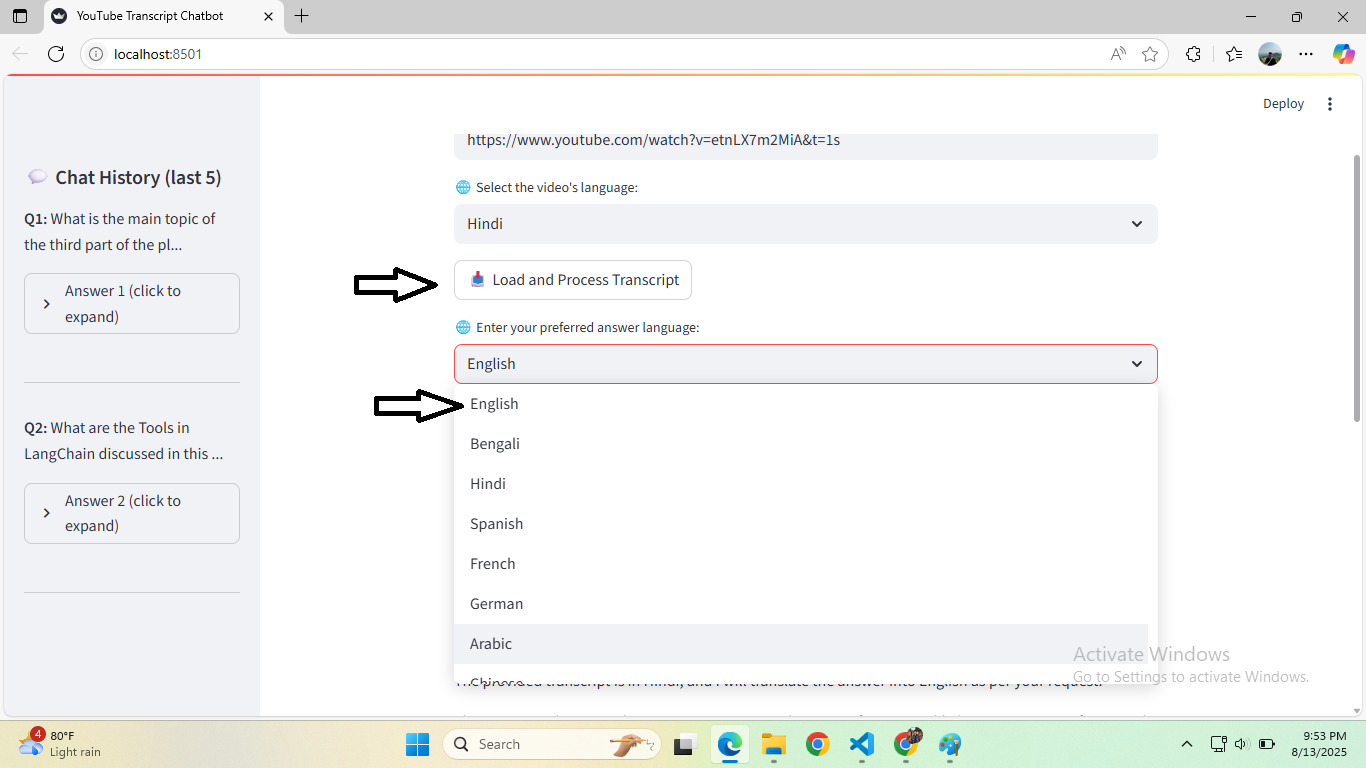 YouTube Transcript Chatbot
localhost:8501
Deploy
Chat History (last 5)
Q1: What is the main topic of
the third part of the pl...
Answer 1 (click to
expand)
Q2: What are the Tools in
LangChain discussed in this ...
Answer 2 (click to
expand)
https://www.youtube.com/watch?v=etnLX7m2MiA&t=1s
Select the video's language:
Hindi
Load and Process Transcript
Enter your preferred answer language:
English
English
Bengali
Hindi
Spanish
French
German
Arabic
Chinese
The provided transcript is in Hindi, and I will translate the answer into English as per your request.
Activate Windows
Go to Settings to activate Windows.
4
80°F
Light rain
Search
9:53 PM
8/13/2025